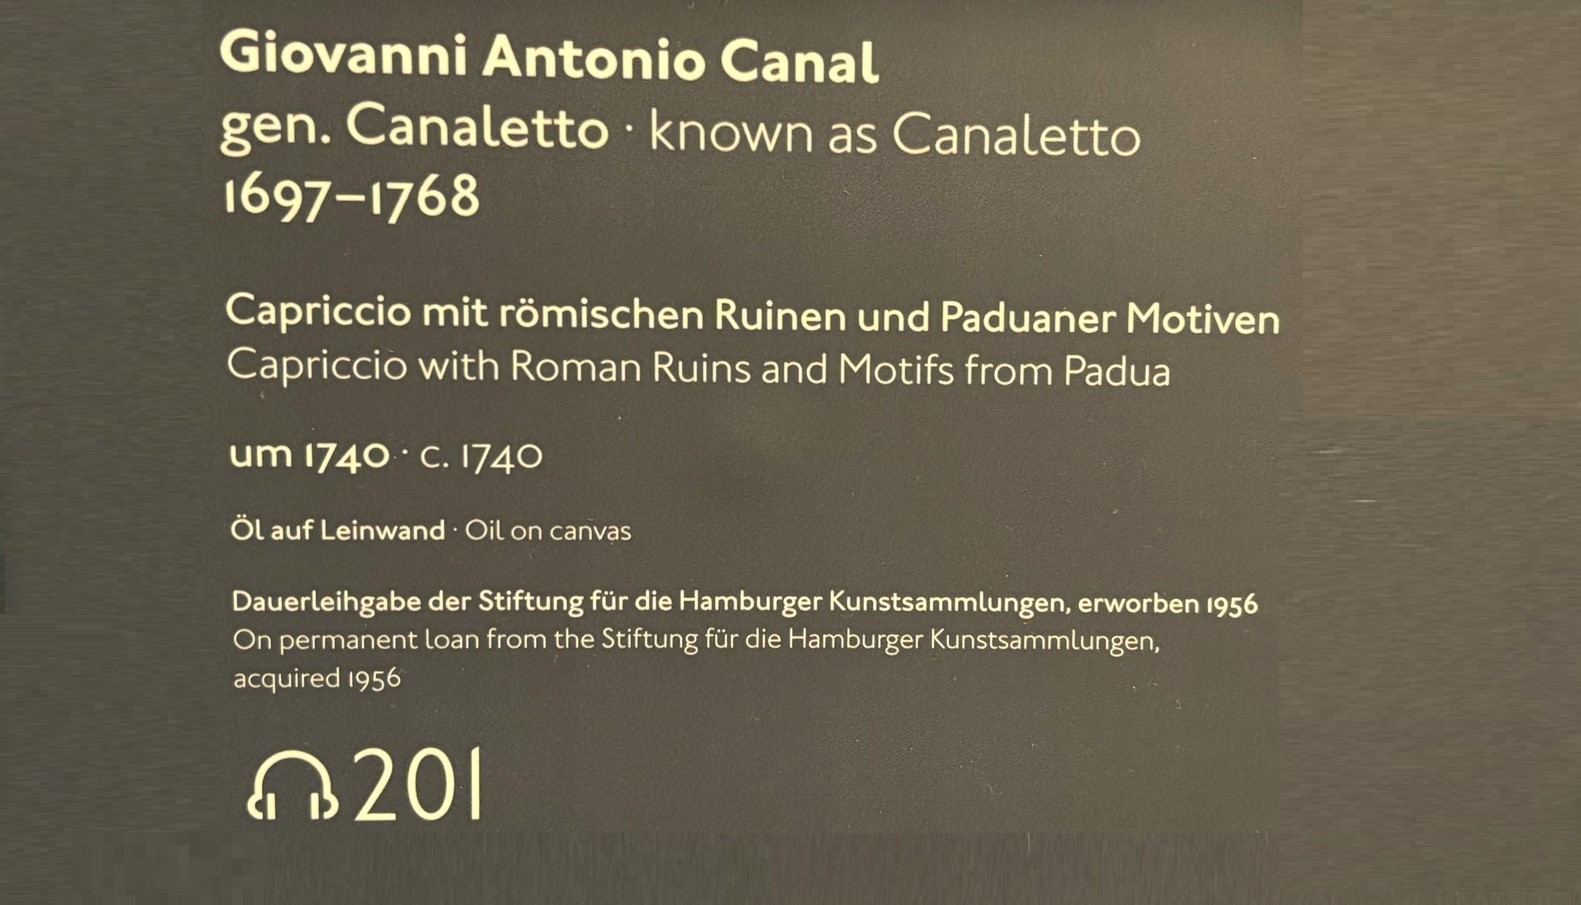 Giovanni Antonio Canal
gen. Canaletto · known as Canaletto
1697–1768
Capriccio mit römischen Ruinen und Paduaner Motiven
Capriccio with Roman Ruins and Motifs from Padua
um 1740 · c. 1740
Öl auf Leinwand · Oil on canvas
Dauerleihgabe der Stiftung für die Hamburger Kunstsammlungen, erworben 1956
On permanent loan from the Stiftung für die Hamburger Kunstsammlungen,
acquired 1956
201